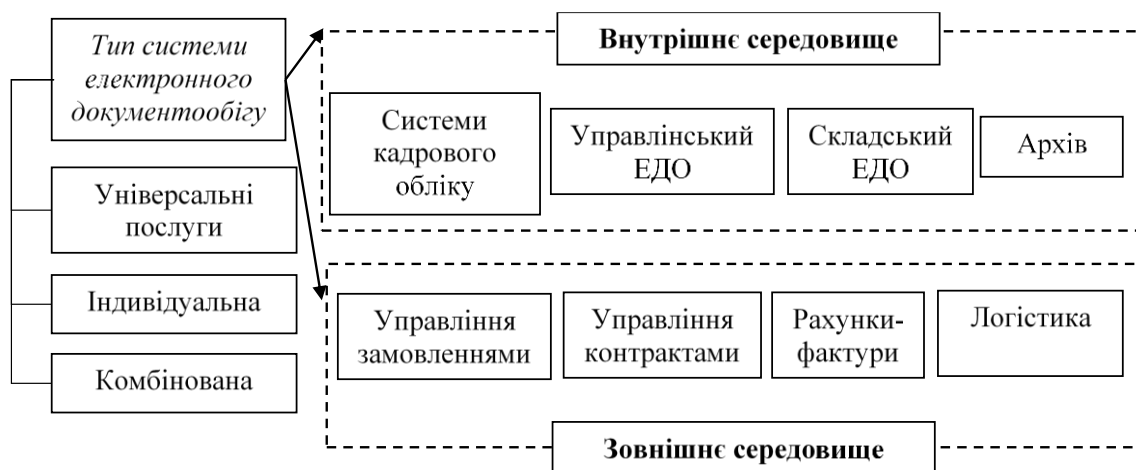 Тип системи
електронного
документообігу
Універсальні
послуги
Індивідуальна
Комбінована
Внутрішнє середовище
Системи
кадрового
обліку
Управлінський
ЕДО
Складський
ЕДО
Архів
Управління
замовленнями
Управління
контрактами
Рахунки-
фактури
Логістика
Зовнішнє середовище